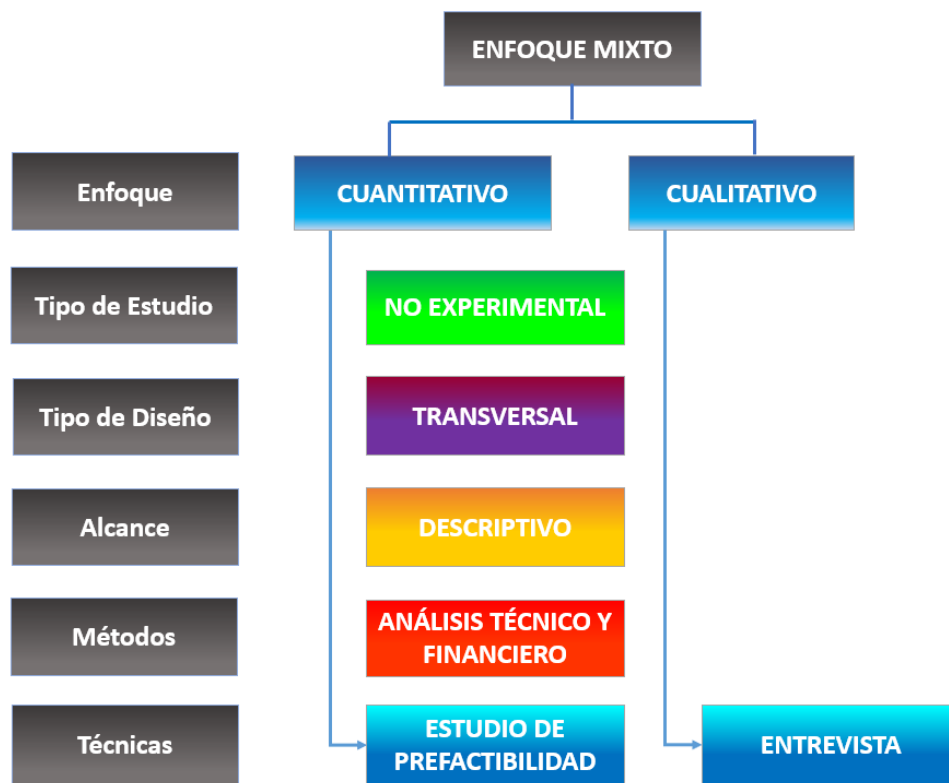 ENFOQUE MIXTO
Enfoque
CUANTITATIVO
CUALITATIVO
Tipo de Estudio
NO EXPERIMENTAL
Tipo de Diseño
TRANSVERSAL
Alcance
DESCRIPTIVO
Métodos
ANÁLISIS TÉCNICO Y
FINANCIERO
Técnicas
ESTUDIO DE
PREFACTIBILIDAD
ENTREVISTA